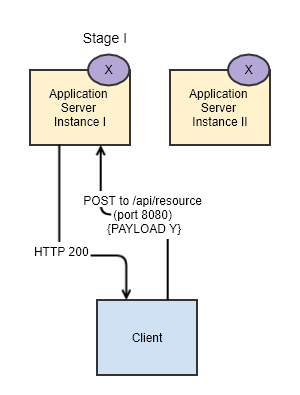 Stage I
X
X
Application
Server
Instance I
Application
Server
Instance II
POST to /api/resource
(port 8080)
{PAYLOAD Y}
HTTP 200
Client